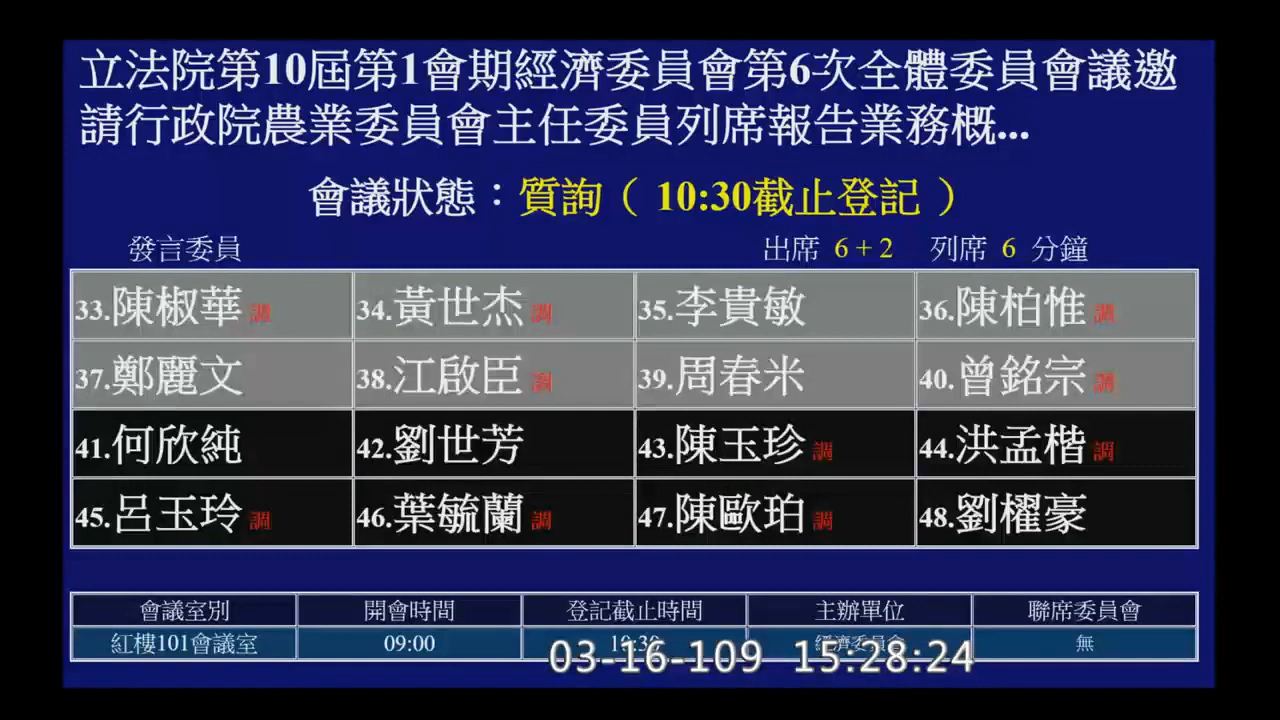 立法院第10屆第1會期經濟委員會第6次全體委員會議邀
請行政院農業委員會主任委員列席報告業務概...
會議狀態：質詢（ 10:30截止登記 ）
發言委員 出席 6 + 2 列席 6 分鐘
33.陳椒華 調 34.黃世杰 調 35.李貴敏 36.陳柏惟 調
37.鄭麗文 38.江啟臣 調 39.周春米 40.曾銘宗 調
41.何欣純 42.劉世芳 43.陳玉珍 調 44.洪孟楷 調
45.呂玉玲 調 46.葉毓蘭 調 47.陳歐珀 調 48.劉櫂豪
會議室別 開會時間 登記截止時間 主辦單位 聯席委員會
紅樓101會議室 09:00 10:30 經濟委員會 無
03-16-109 15:28:24